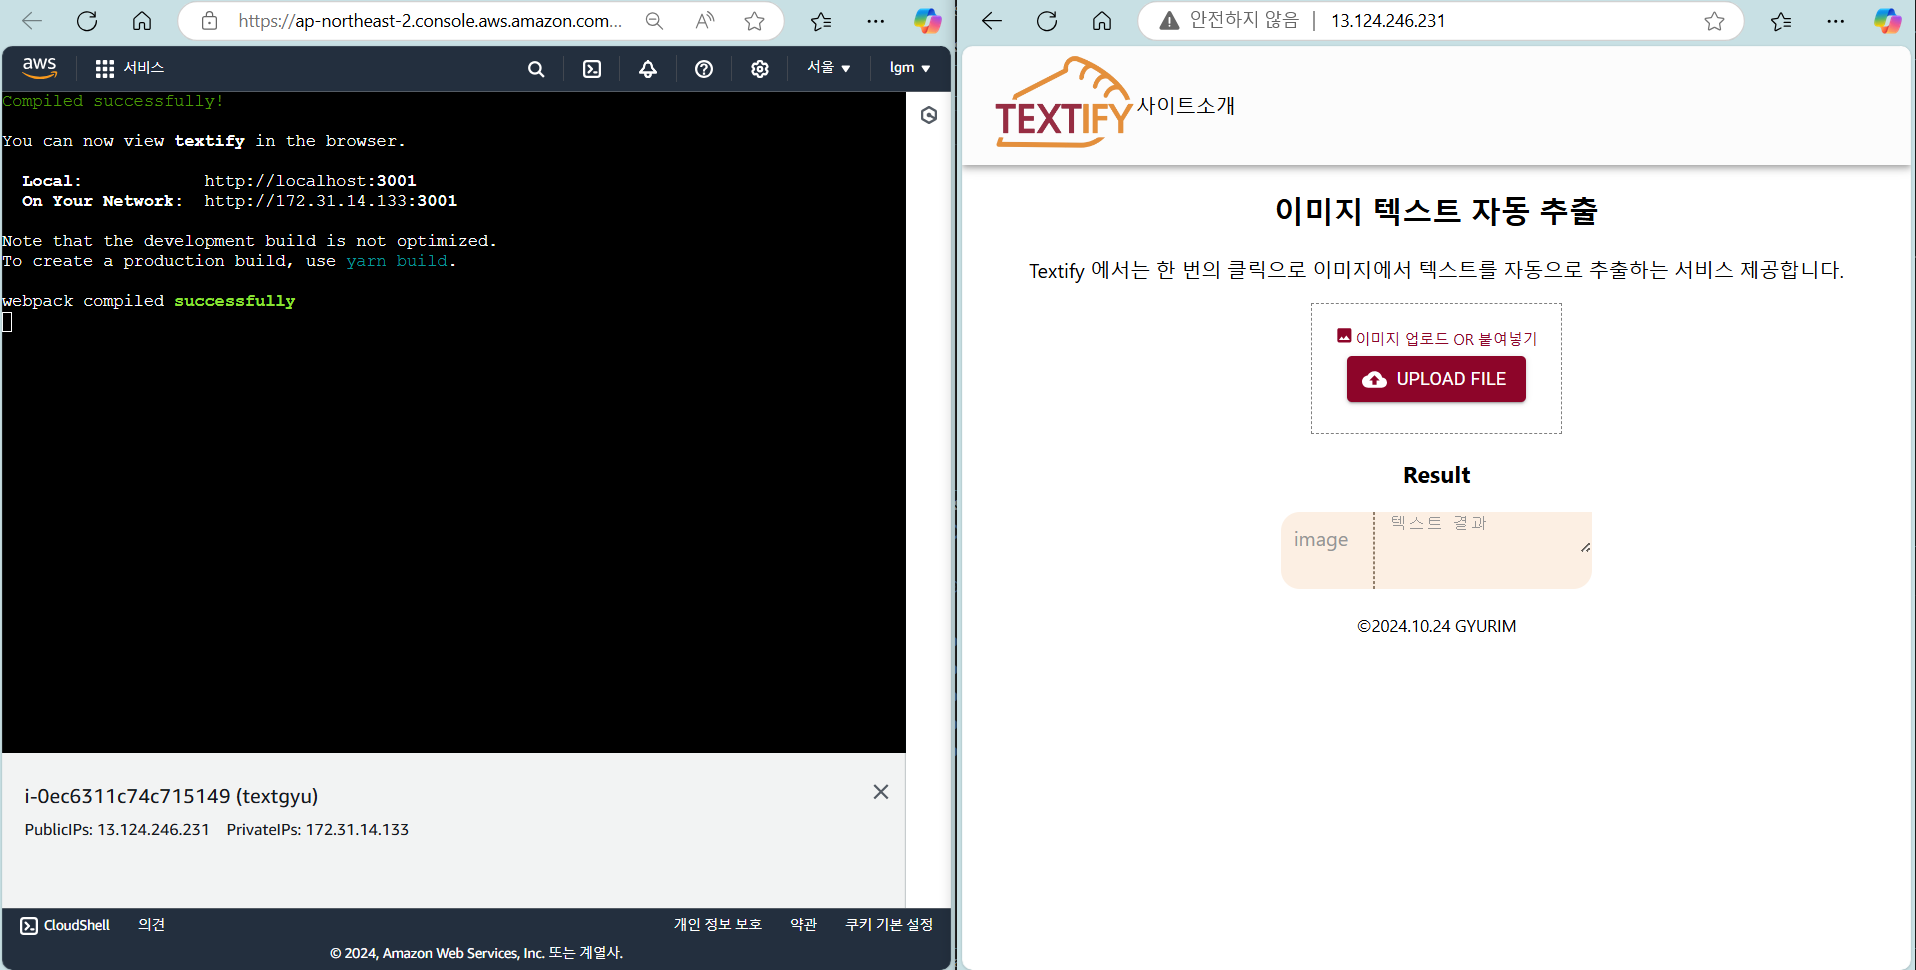 https://ap-northeast-2.console.aws.amazon.com...
aws
서비스
서울
lgm
Compiled successfully!
You can now view textify in the browser.
Local: http://localhost:3001
On Your Network: http://172.31.14.133:3001
Note that the development build is not optimized.
To create a production build, use yarn build.
webpack compiled successfully
i-0ec6311c74c715149 (textgyu)
PublicIPs: 13.124.246.231 PrivateIPs: 172.31.14.133
CloudShell 의견 개인 정보 보호 약관 쿠키 기본 설정
© 2024, Amazon Web Services, Inc. 또는 계열사.
안전하지 않음 | 13.124.246.231
TEXTIFY 사이트소개
이미지 텍스트 자동 추출
Textify 에서는 한 번의 클릭으로 이미지에서 텍스트를 자동으로 추출하는 서비스 제공합니다.
이미지 업로드 OR 붙여넣기
UPLOAD FILE
Result
image
텍스트 결과
©2024.10.24 GYURIM